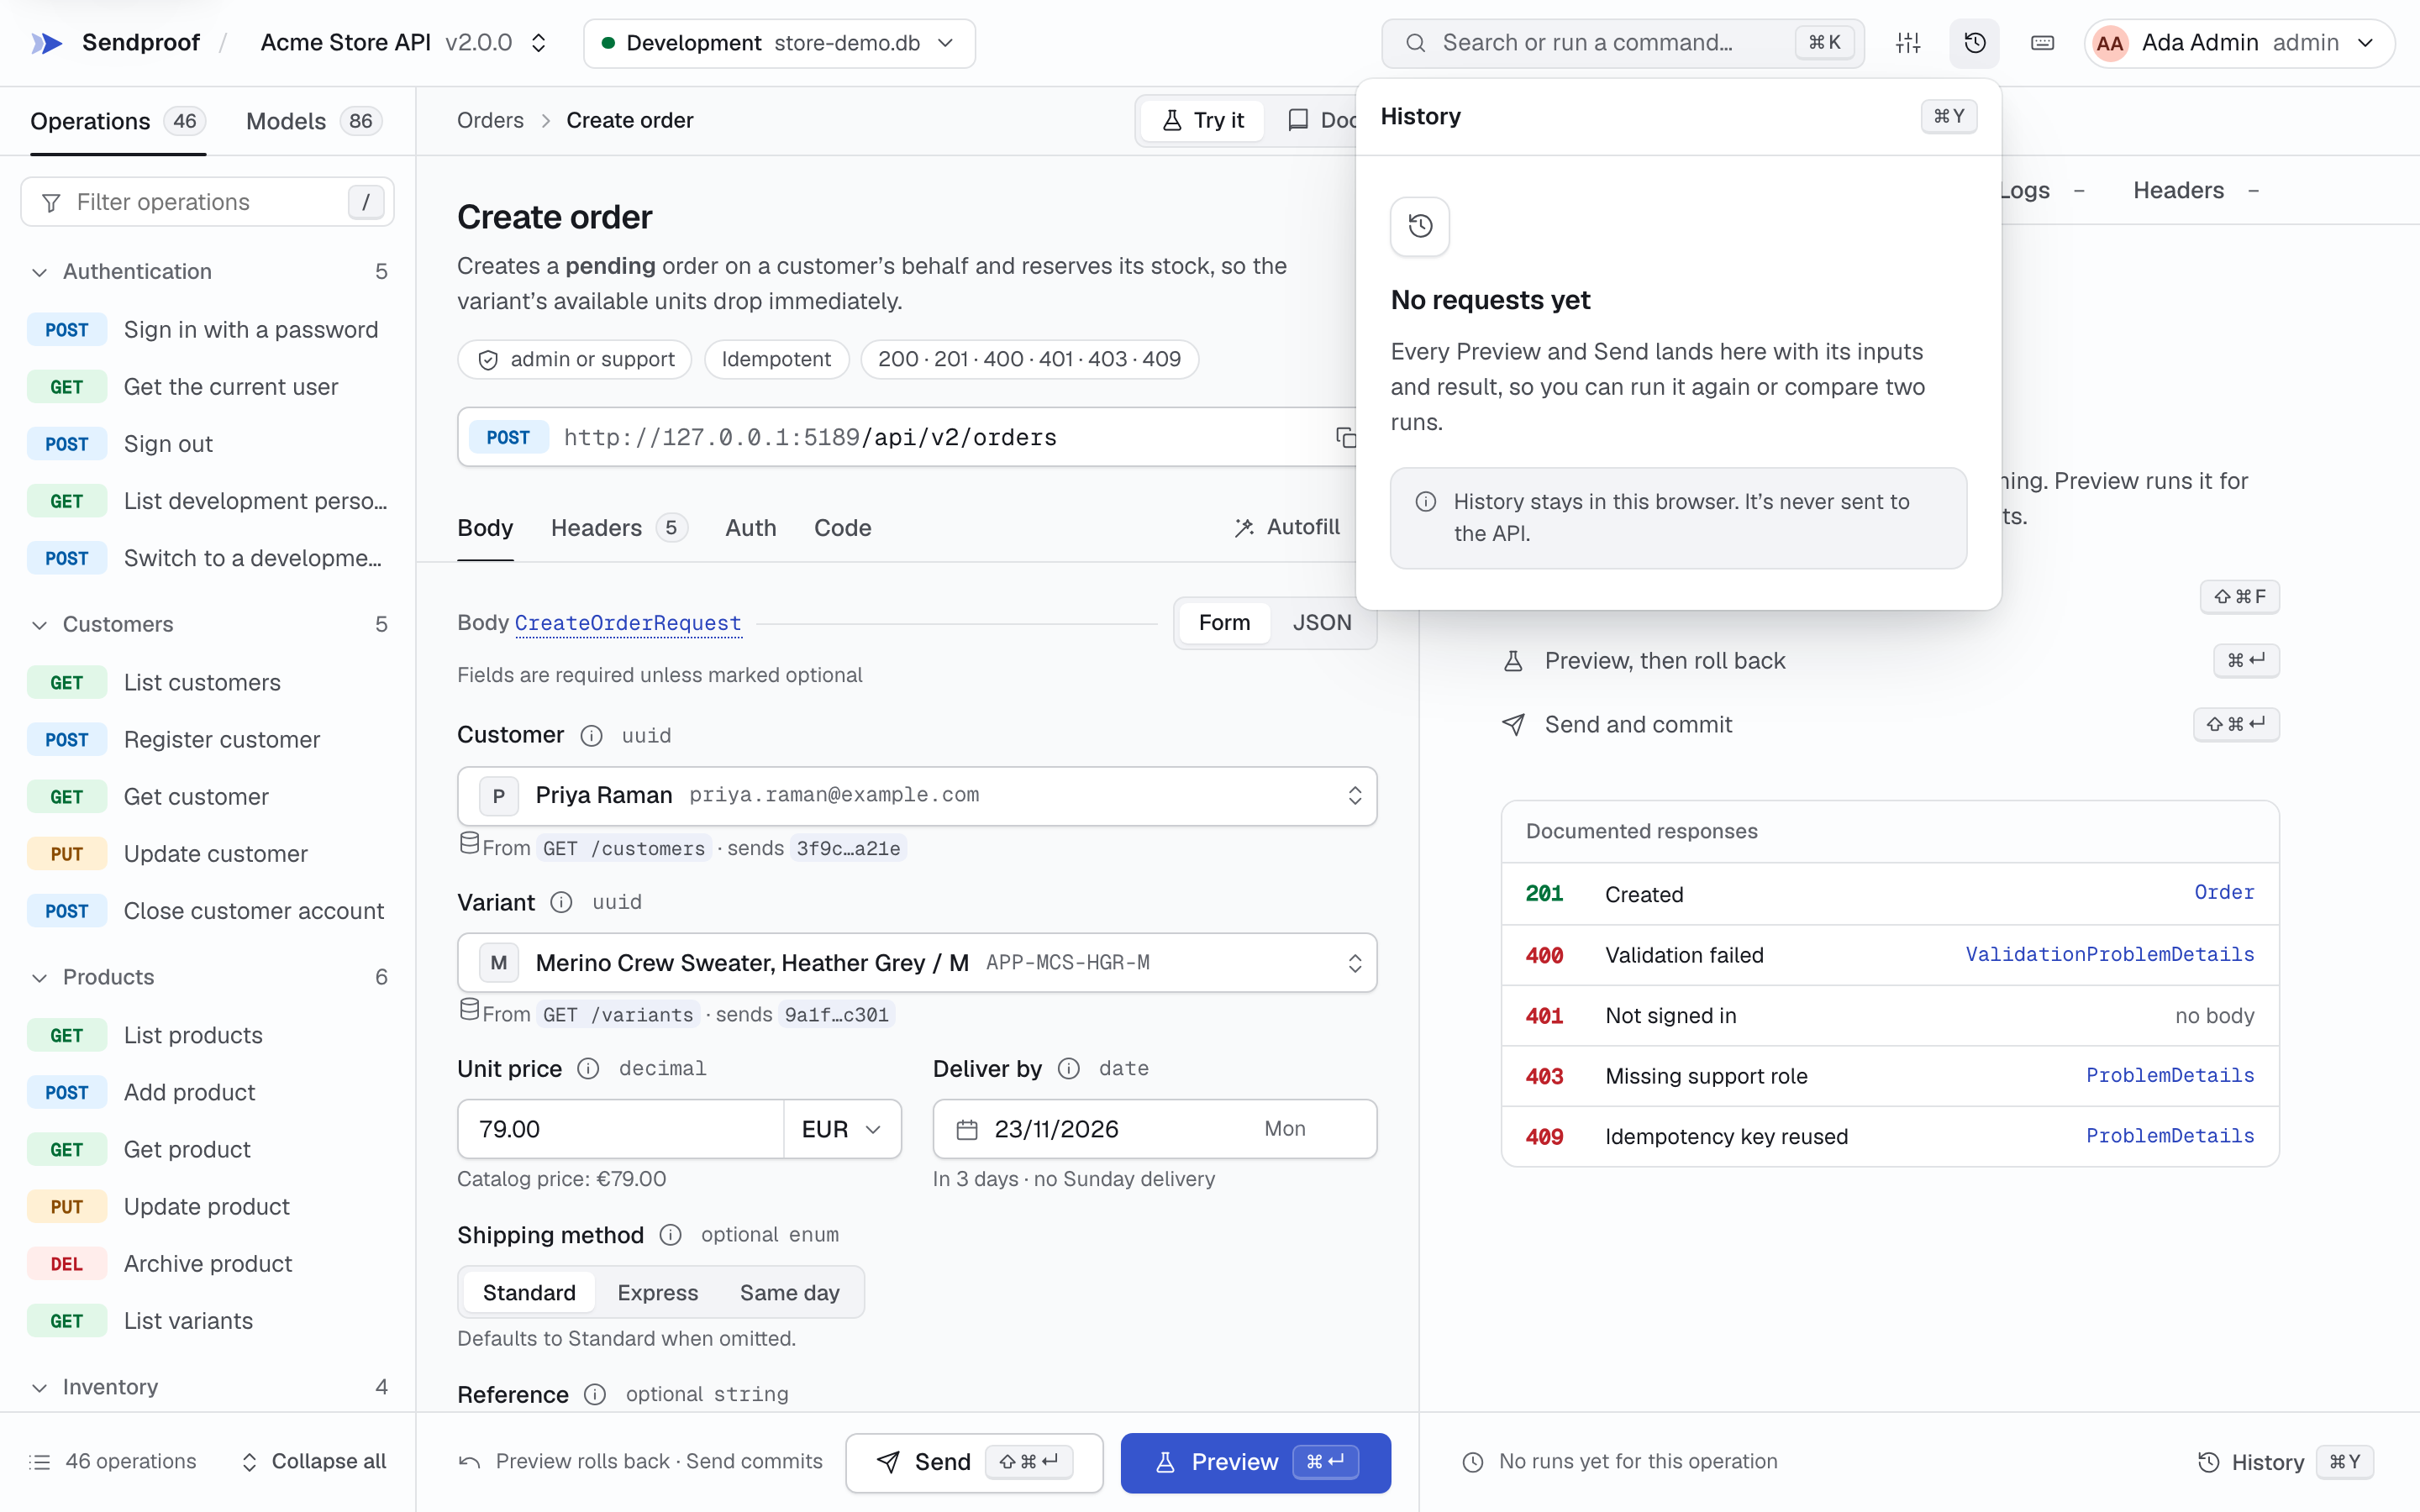 Sendproof / Acme Store API v2.0.0
Development store-demo.db
Search or run a command… ⌘K
AA Ada Admin admin
Operations 46 Models 86
Filter operations /
Authentication 5
POST Sign in with a password
GET Get the current user
POST Sign out
GET List development perso…
POST Switch to a developme…
Customers 5
GET List customers
POST Register customer
GET Get customer
PUT Update customer
POST Close customer account
Products 6
GET List products
POST Add product
GET Get product
PUT Update product
DEL Archive product
GET List variants
Inventory 4
46 operations Collapse all
Orders > Create order
Try it
Create order
Creates a pending order on a customer’s behalf and reserves its stock, so the
variant’s available units drop immediately.
admin or support Idempotent 200 · 201 · 400 · 401 · 403 · 409
POST http://127.0.0.1:5189/api/v2/orders
Body Headers 5 Auth Code Autofill
Body CreateOrderRequest Form JSON
Fields are required unless marked optional
Customer uuid
P Priya Raman priya.raman@example.com
From GET /customers · sends 3f9c…a21e
Variant uuid
M Merino Crew Sweater, Heather Grey / M APP-MCS-HGR-M
From GET /variants · sends 9a1f…c301
Unit price decimal
79.00 EUR
Catalog price: €79.00
Deliver by date
23/11/2026 Mon
In 3 days · no Sunday delivery
Shipping method optional enum
Standard Express Same day
Defaults to Standard when omitted.
Reference optional string
Preview rolls back · Send commits Send ⇧⌘↵ Preview ⌘↵
History ⌘Y
No requests yet
Every Preview and Send lands here with its inputs
and result, so you can run it again or compare two
runs.
History stays in this browser. It’s never sent to
the API.
Logs – Headers –
Preview runs it for
⇧⌘F
Preview, then roll back ⌘↵
Send and commit ⇧⌘↵
Documented responses
201 Created Order
400 Validation failed ValidationProblemDetails
401 Not signed in no body
403 Missing support role ProblemDetails
409 Idempotency key reused ProblemDetails
No runs yet for this operation History ⌘Y